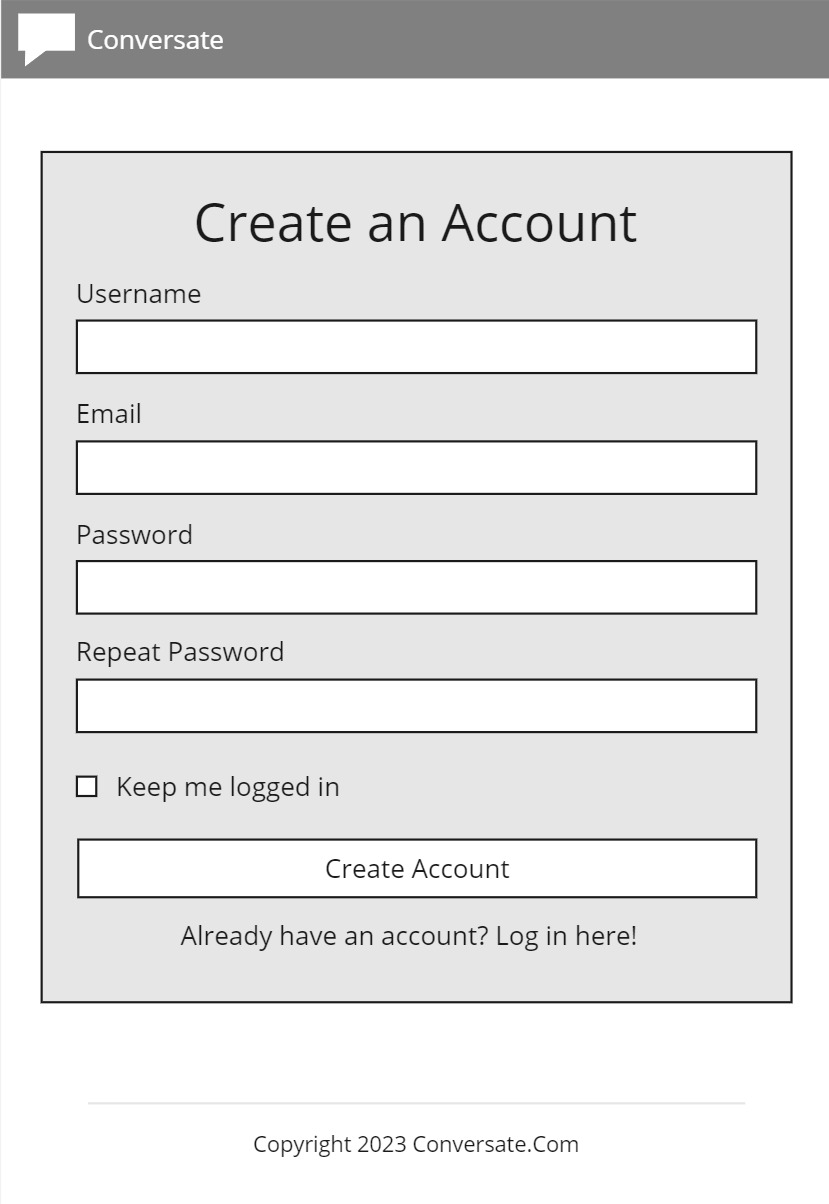 Conversate
Create an Account
Username
Email
Password
Repeat Password
Keep me logged in
Create Account
Already have an account? Log in here!
Copyright 2023 Conversate.Com